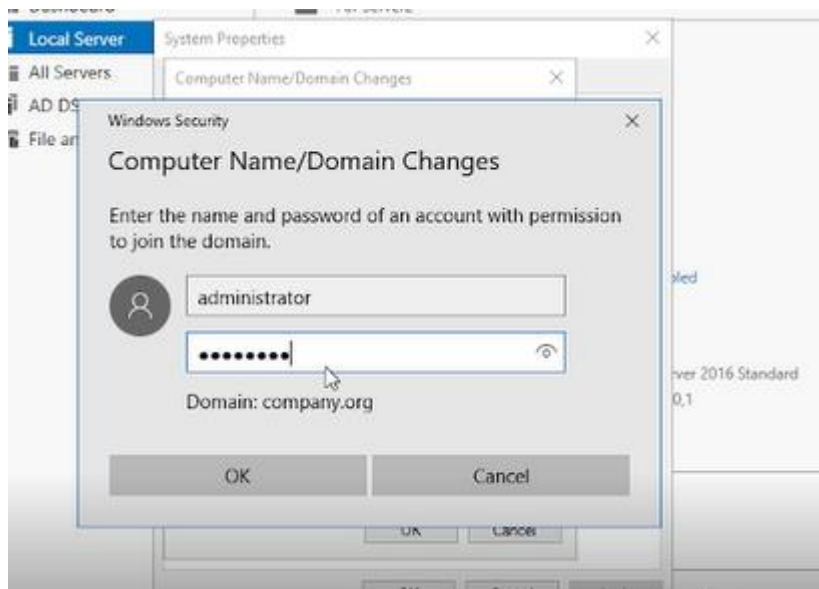 Local Server
System Properties
All Servers
Computer Name/Domain Changes
AD DS
File an
Windows Security
Computer Name/Domain Changes
Enter the name and password of an account with permission
to join the domain.
administrator
Domain: company.org
OK
Cancel
ver 2016 Standard
0,1
OK
Cancel